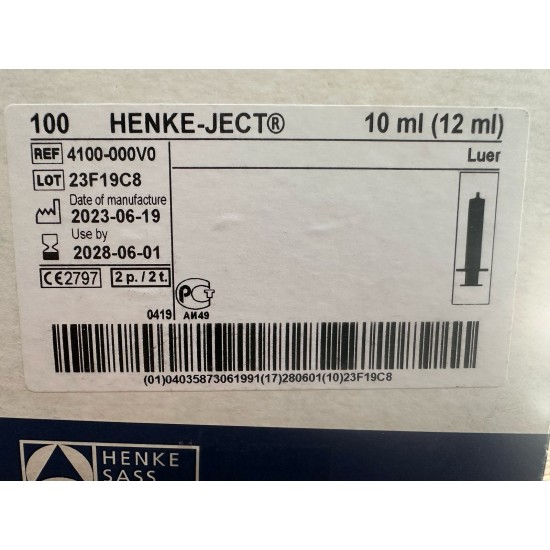 100 HENKE-JECT® 10 ml (12 ml)
REF 4100-000V0 Luer
LOT 23F19C8
Date of manufacture
2023-06-19
Use by
2028-06-01
CE2797 2 p. / 2 t.
0419 АИ49
(01)04035873061991(17)280601(10)23F19C8
HENKE
SASS